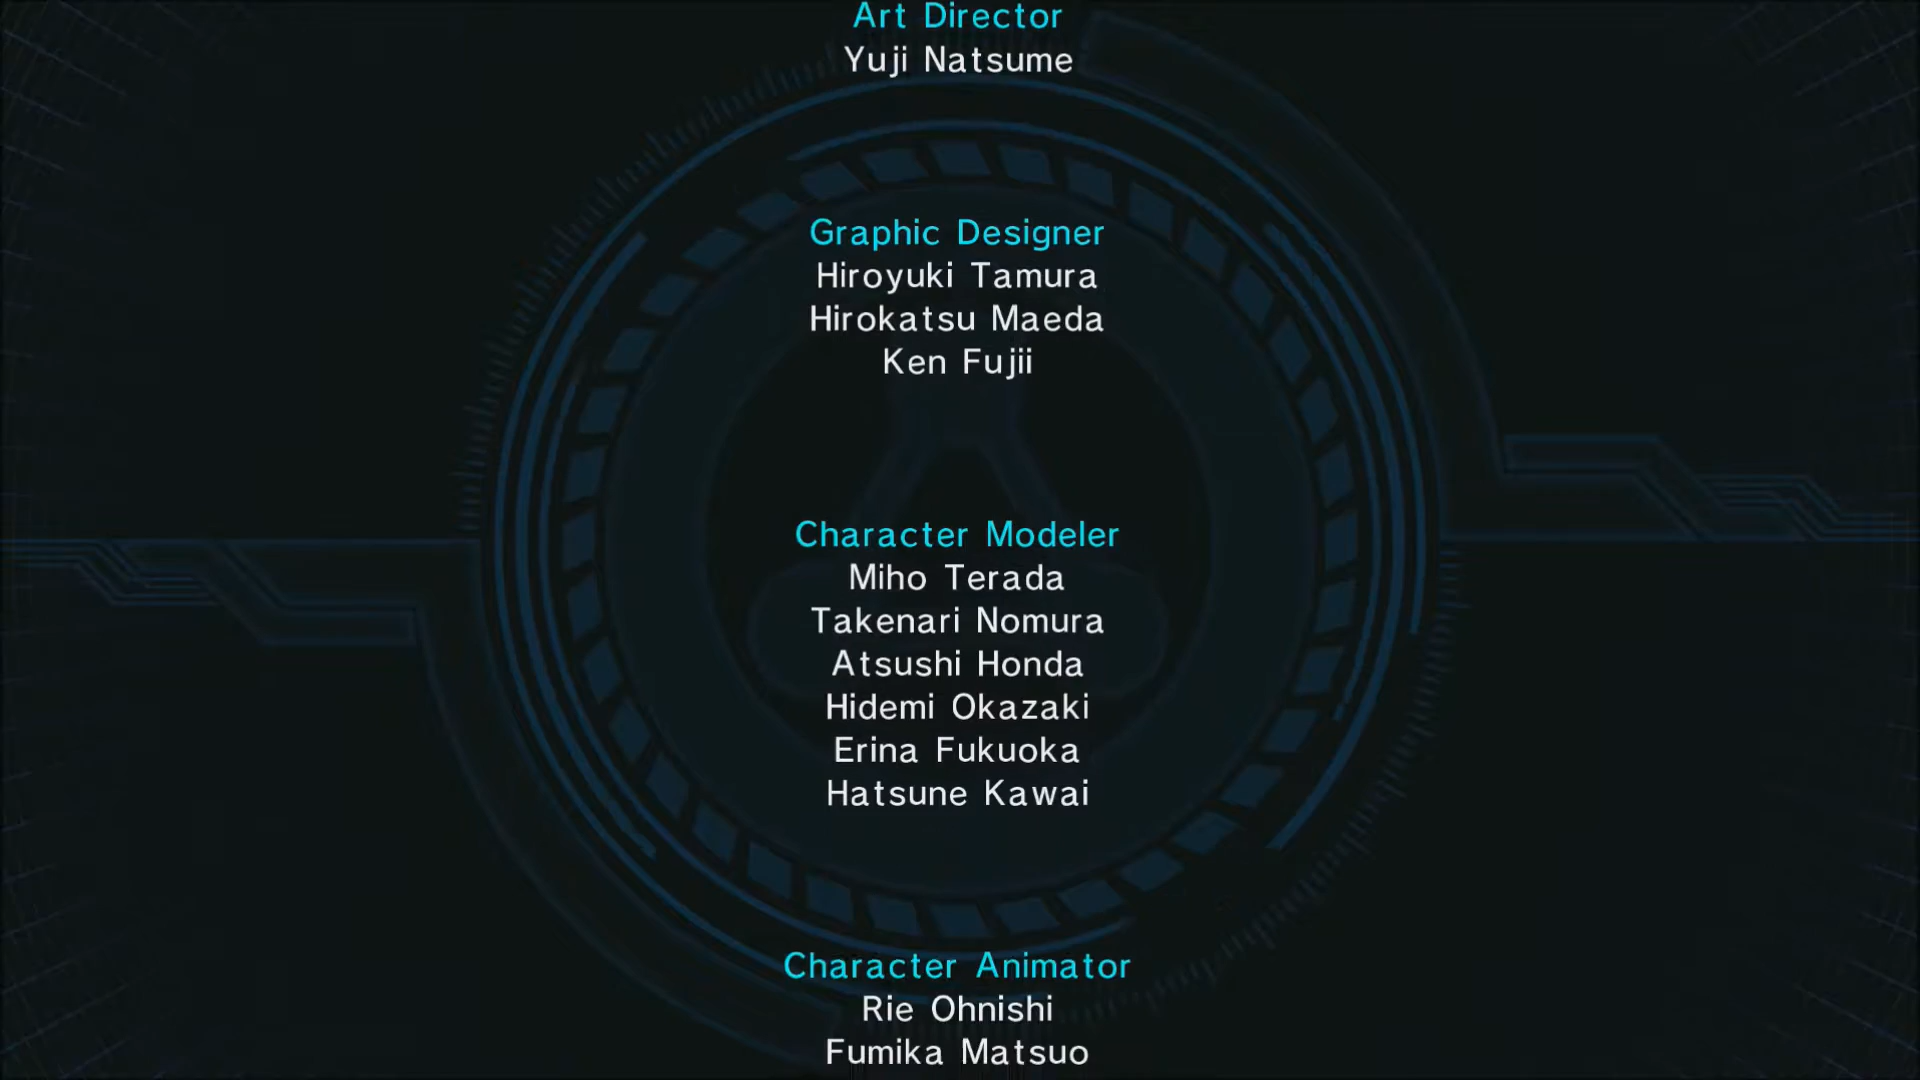 Art Director
Yuji Natsume
Graphic Designer
Hiroyuki Tamura
Hirokatsu Maeda
Ken Fujii
Character Modeler
Miho Terada
Takenari Nomura
Atsushi Honda
Hidemi Okazaki
Erina Fukuoka
Hatsune Kawai
Character Animator
Rie Ohnishi
Fumika Matsuo